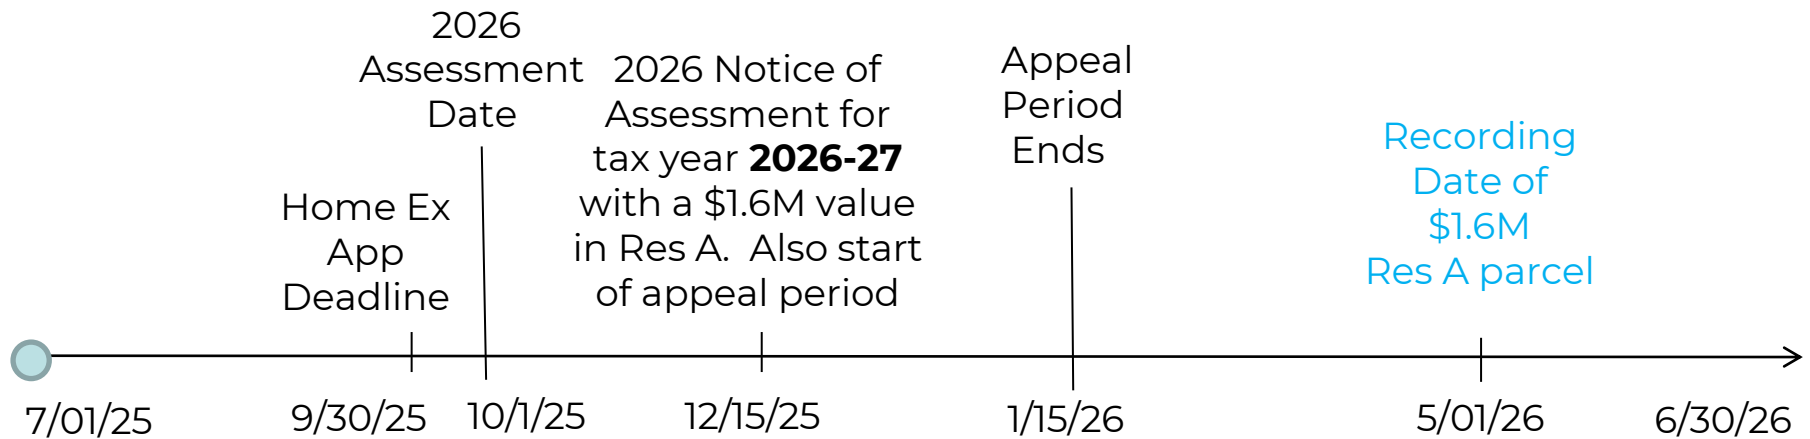 2026
Assessment
Date
Home Ex
App
Deadline
2026 Notice of
Assessment for
tax year 2026-27
with a $1.6M value
in Res A.  Also start
of appeal period
Appeal
Period
Ends
Recording
Date of
$1.6M
Res A parcel
7/01/25
9/30/25
10/1/25
12/15/25
1/15/26
5/01/26
6/30/26